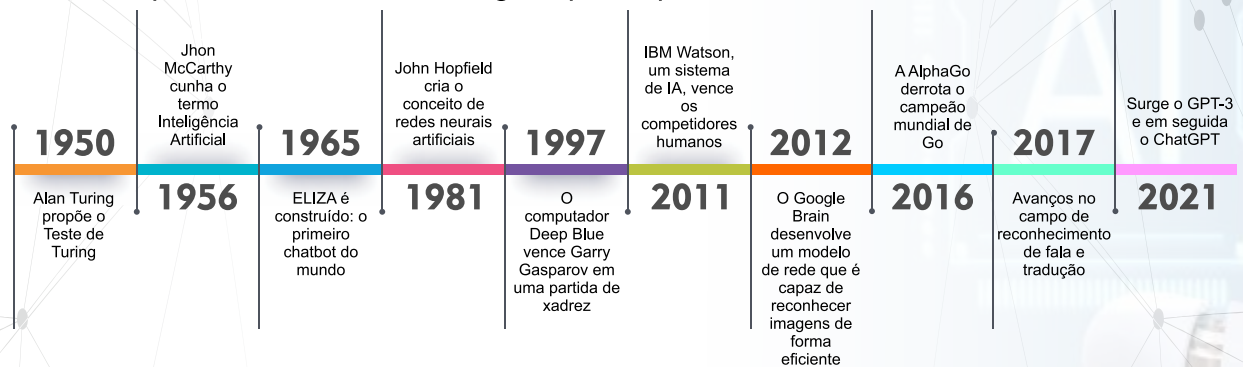 1950
Alan Turing
propõe o
Teste de
Turing
Jhon
McCarthy
cunha o
termo
Inteligência
Artificial
1956
1965
ELIZA é
construído: o
primeiro
chatbot do
mundo
John Hopfield
cria o
conceito de
redes neurais
artificiais
1981
1997
O
computador
Deep Blue
vence Garry
Gasparov em
uma partida de
xadrez
IBM Watson,
um sistema
de IA, vence
os
competidores
humanos
2011
2012
O Google
Brain
desenvolve
um modelo
de rede que é
capaz de
reconhecer
imagens de
forma
eficiente
A AlphaGo
derrota o
campeão
mundial de
Go
2016
2017
Avanços no
campo de
reconhecimento
de fala e
tradução
Surge o GPT-3
e em seguida
o ChatGPT
2021